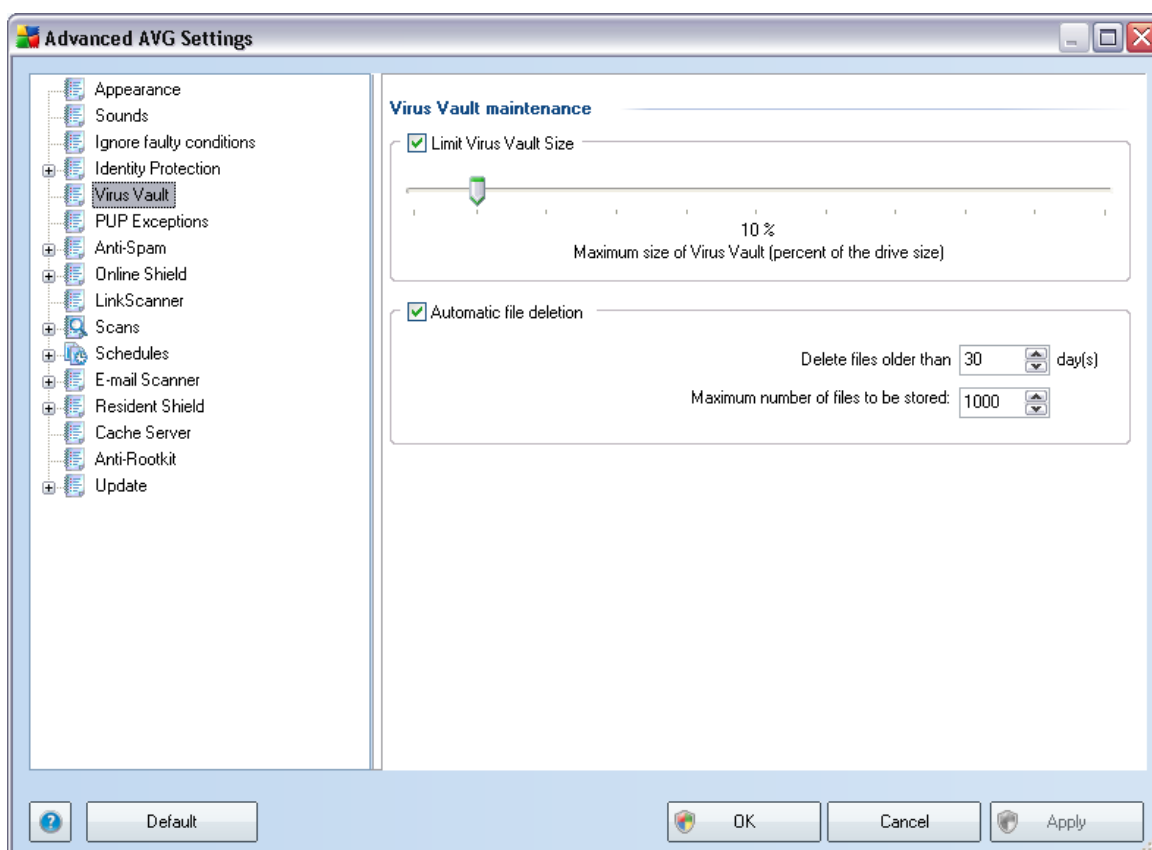 Advanced AVG Settings
Appearance
Sounds
Ignore faulty conditions
Identity Protection
Virus Vault
PUP Exceptions
Anti-Spam
Online Shield
LinkScanner
Scans
Schedules
E-mail Scanner
Resident Shield
Cache Server
Anti-Rootkit
Update
Virus Vault maintenance
Limit Virus Vault Size
10 %
Maximum size of Virus Vault (percent of the drive size)
Automatic file deletion
Delete files older than 30 day(s)
Maximum number of files to be stored: 1000
Default
OK
Cancel
Apply